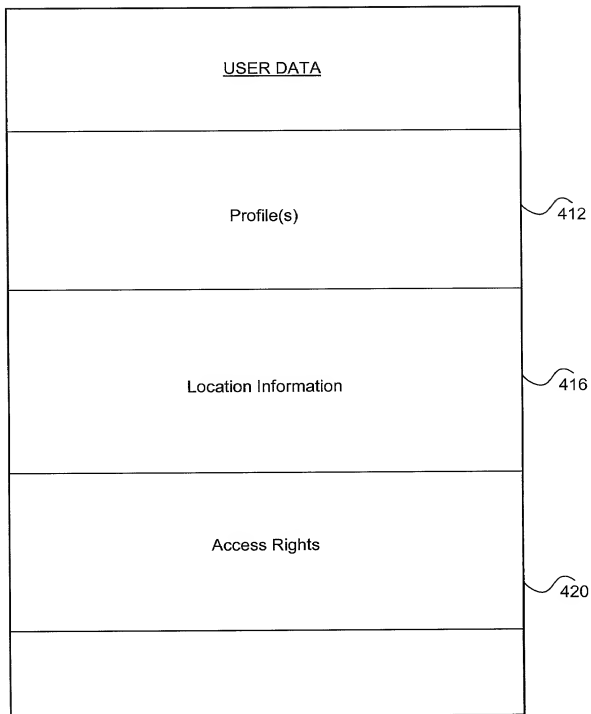 USER DATA
Profile(s)
412
Location Information
416
Access Rights
420